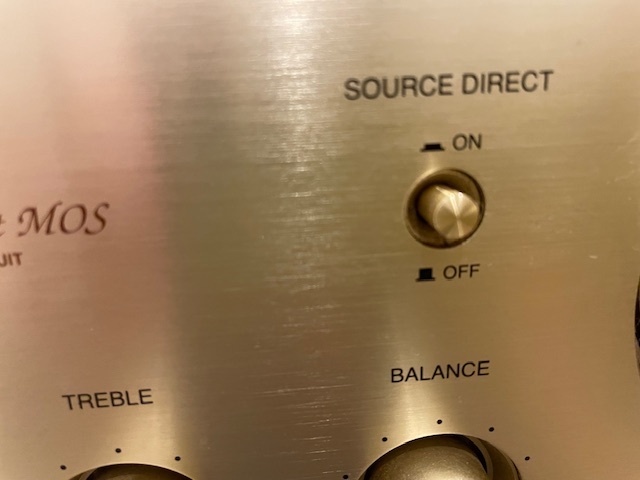 SOURCE DIRECT
ON
MOS
OFF
BALANCE
TREBLE